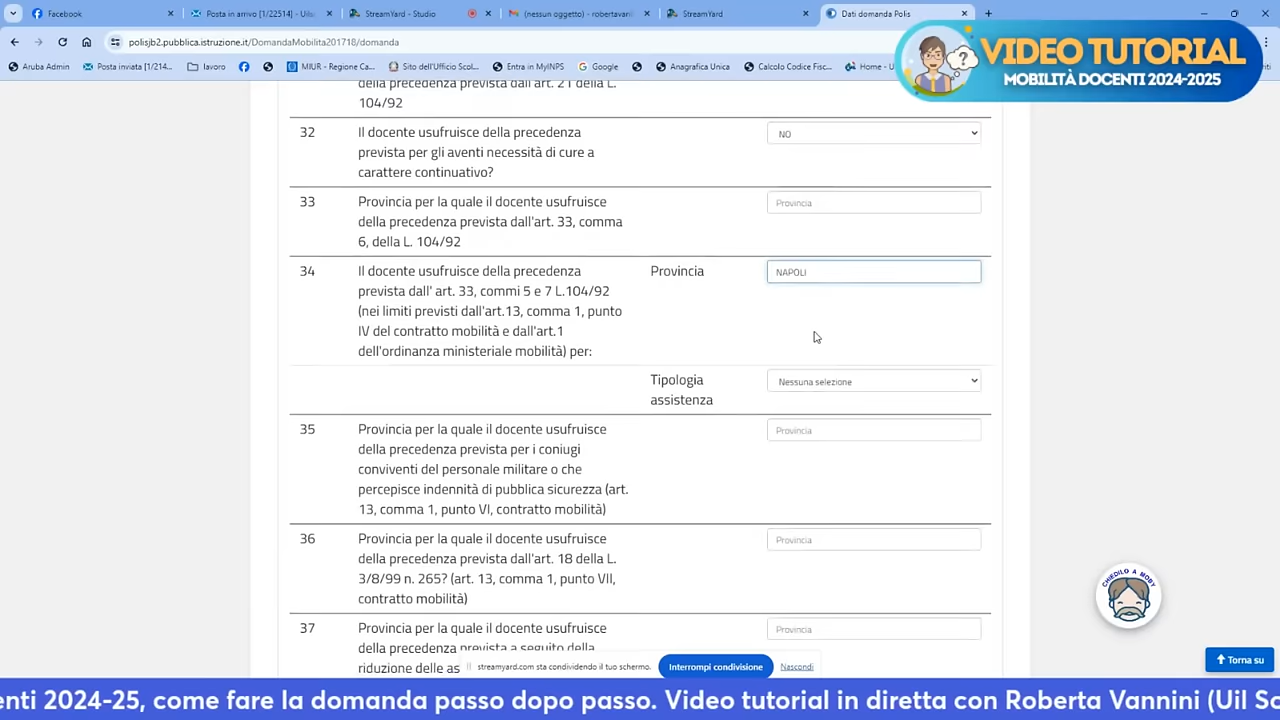 Facebook
Posta in arrivo [1/22514] - Uils
StreamYard - Studio
(nessun oggetto) - robertavanl
StreamYard
Dati domanda Polis
polisjb2.pubblica.istruzione.it/DomandaMobilita201718/domanda
Aruba Admin
Posta inviata [1/214...
lavoro
MIUR - Regione Ca...
Sito dell'Ufficio Scol...
Entra in MyINPS
Google
Anagrafica Unica
Calcolo Codice Fisc...
Home - U
VIDEO TUTORIAL
MOBILITÀ DOCENTI 2024-2025
della precedenza prevista dall'art. 21 della L.
104/92
32
Il docente usufruisce della precedenza
prevista per gli aventi necessità di cure a
carattere continuativo?
NO
33
Provincia per la quale il docente usufruisce
della precedenza prevista dall'art. 33, comma
6, della L. 104/92
Provincia
34
Il docente usufruisce della precedenza
prevista dall' art. 33, commi 5 e 7 L.104/92
(nei limiti previsti dall'art.13, comma 1, punto
IV del contratto mobilità e dall'art.1
dell'ordinanza ministeriale mobilità) per:
Provincia
NAPOLI
Tipologia
assistenza
Nessuna selezione
35
Provincia per la quale il docente usufruisce
della precedenza prevista per i coniugi
conviventi del personale militare o che
percepisce indennità di pubblica sicurezza (art.
13, comma 1, punto VI, contratto mobilità)
Provincia
36
Provincia per la quale il docente usufruisce
della precedenza prevista dall'art. 18 della L.
3/8/99 n. 265? (art. 13, comma 1, punto VII,
contratto mobilità)
Provincia
37
Provincia per la quale il docente usufruisce
della precedenza prevista a seguito della
riduzione delle as
Provincia
CHIEDILO A MOBY
streamyard.com sta condividendo il tuo schermo.
Interrompi condivisione
Nascondi
Torna su
enti 2024-25, come fare la domanda passo dopo passo. Video tutorial in diretta con Roberta Vannini (Uil Sc